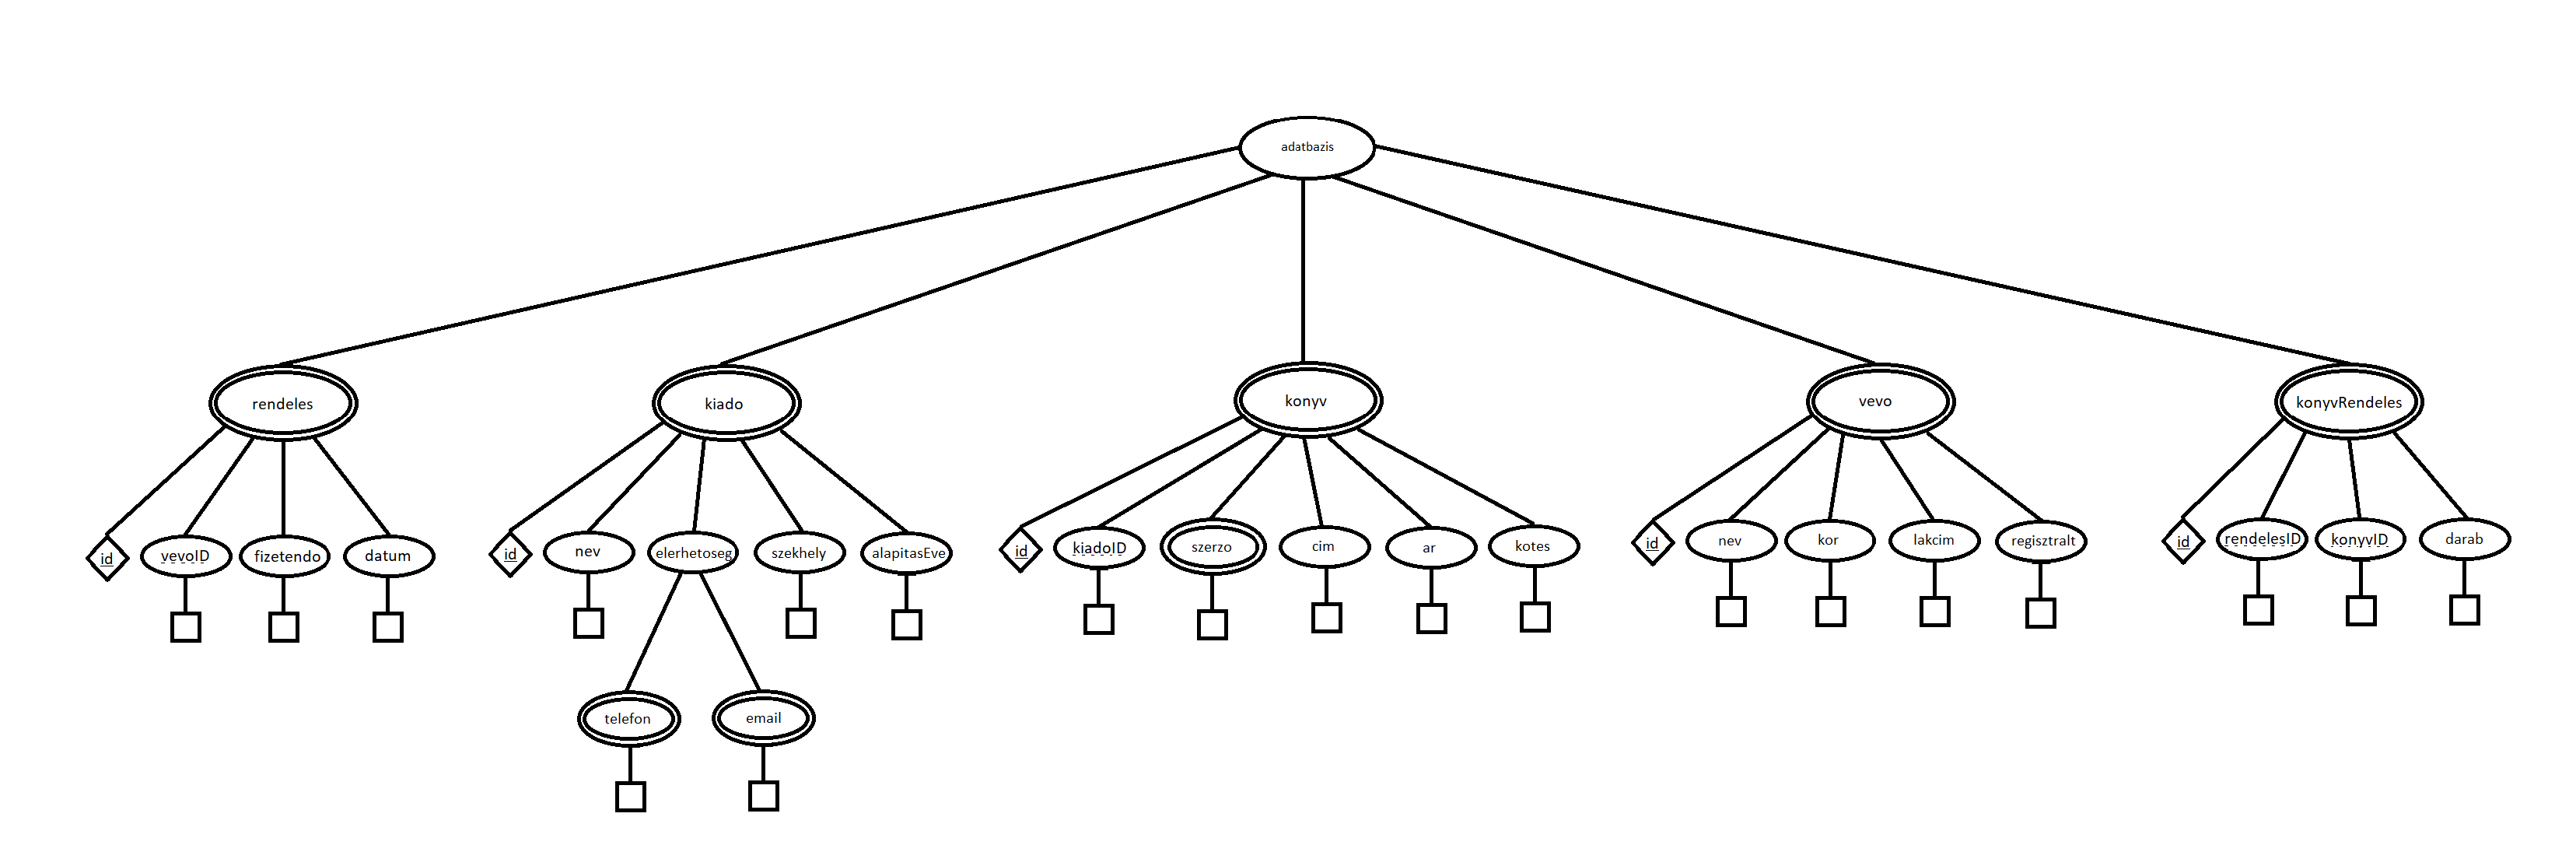 adatbazis
rendeles
kiado
konyv
vevo
konyvRendeles
id
vevoID
fizetendo
datum
id
nev
elerhetoseg
szekhely
alapitasEve
id
kiadoID
szerzo
cim
ar
kotes
id
nev
kor
lakcim
regisztralt
id
rendelesID
konyvID
darab
telefon
email